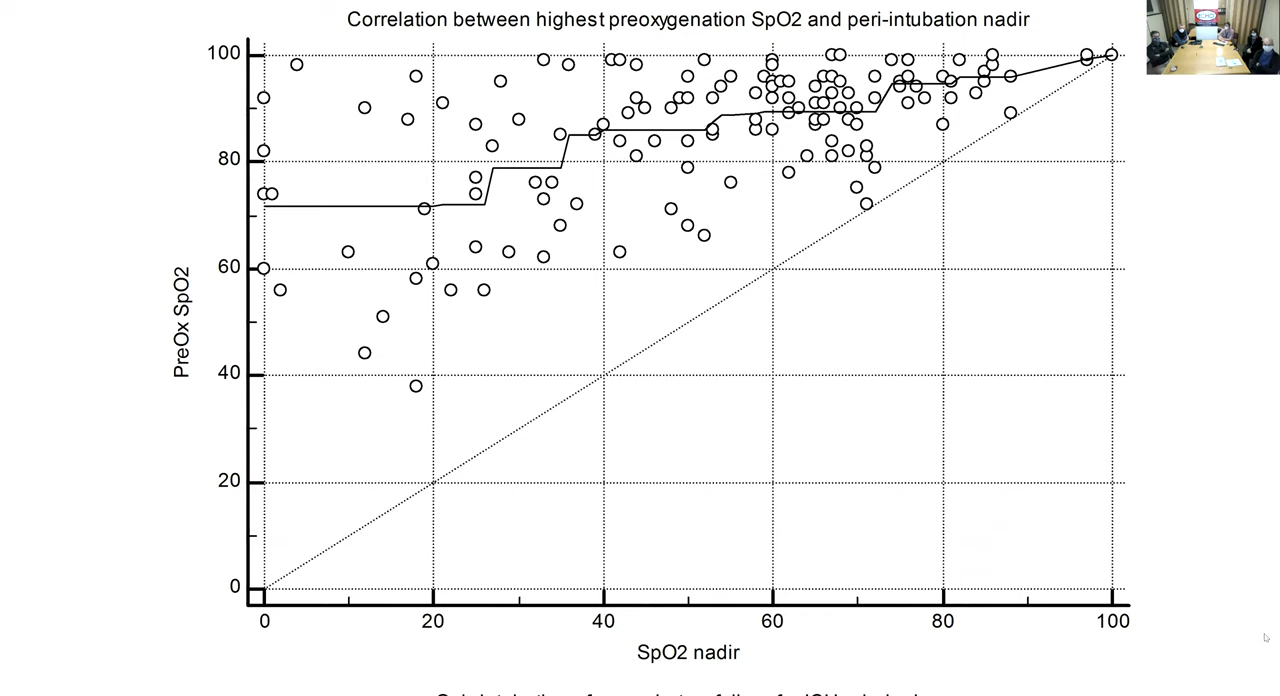 Correlation between highest preoxygenation SpO2 and peri-intubation nadir
100
80
60
40
20
0
PreOx SpO2
0 20 40 60 80 100
SpO2 nadir